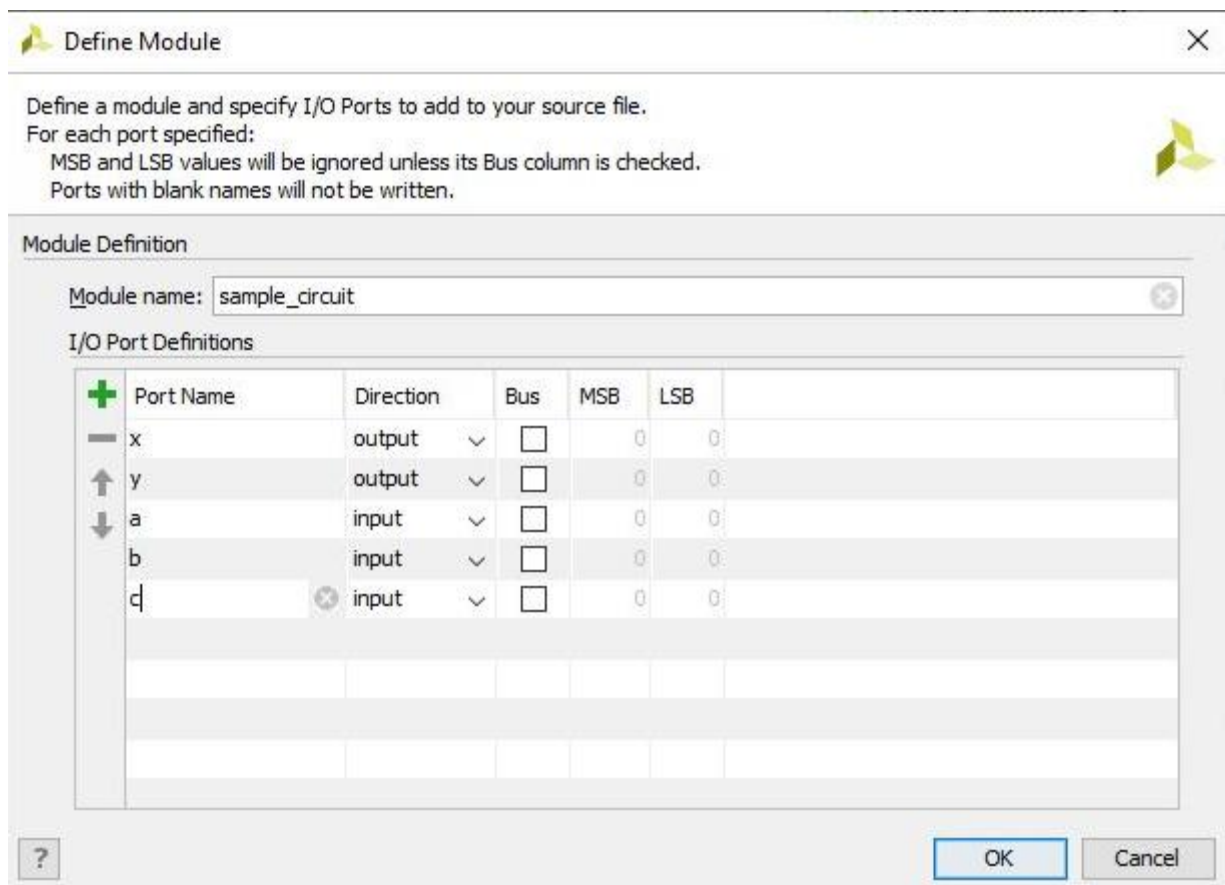 Define Module
Define a module and specify I/O Ports to add to your source file.
For each port specified:
MSB and LSB values will be ignored unless its Bus column is checked.
Ports with blank names will not be written.
Module Definition
Module name: sample_circuit
I/O Port Definitions
Port Name Direction Bus MSB LSB
x output 0 0
y output 0 0
a input 0 0
b input 0 0
c input 0 0
? OK Cancel